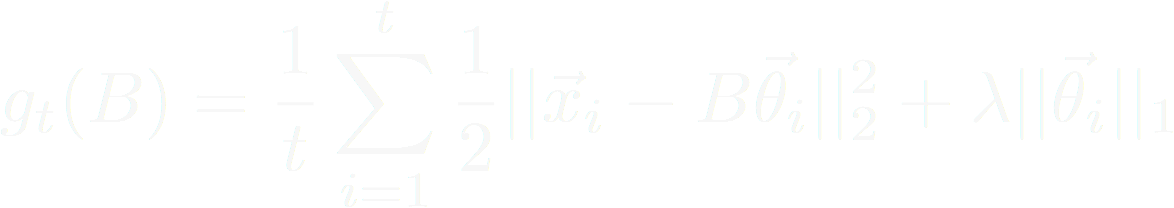 g_t(B) = \frac{1}{t} \sum_{i=1}^{t} \frac{1}{2} ||\vec{x}_i - B\vec{\theta}_i||_2^2 + \lambda ||\vec{\theta}_i||_1